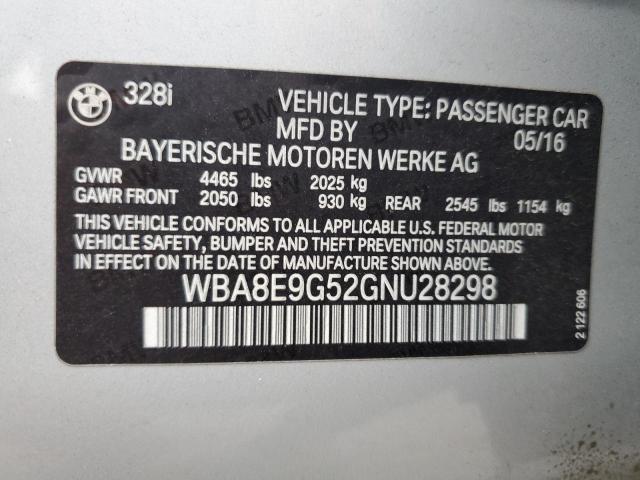 BMW 328i VEHICLE TYPE: PASSENGER CAR
MFD BY 05/16
BAYERISCHE MOTOREN WERKE AG
GVWR 4465 lbs 2025 kg
GAWR FRONT 2050 lbs 930 kg REAR 2545 lbs 1154 kg
THIS VEHICLE CONFORMS TO ALL APPLICABLE U.S. FEDERAL MOTOR
VEHICLE SAFETY, BUMPER AND THEFT PREVENTION STANDARDS
IN EFFECT ON THE DATE OF MANUFACTURE SHOWN ABOVE.
WBA8E9G52GNU28298
2 122 606